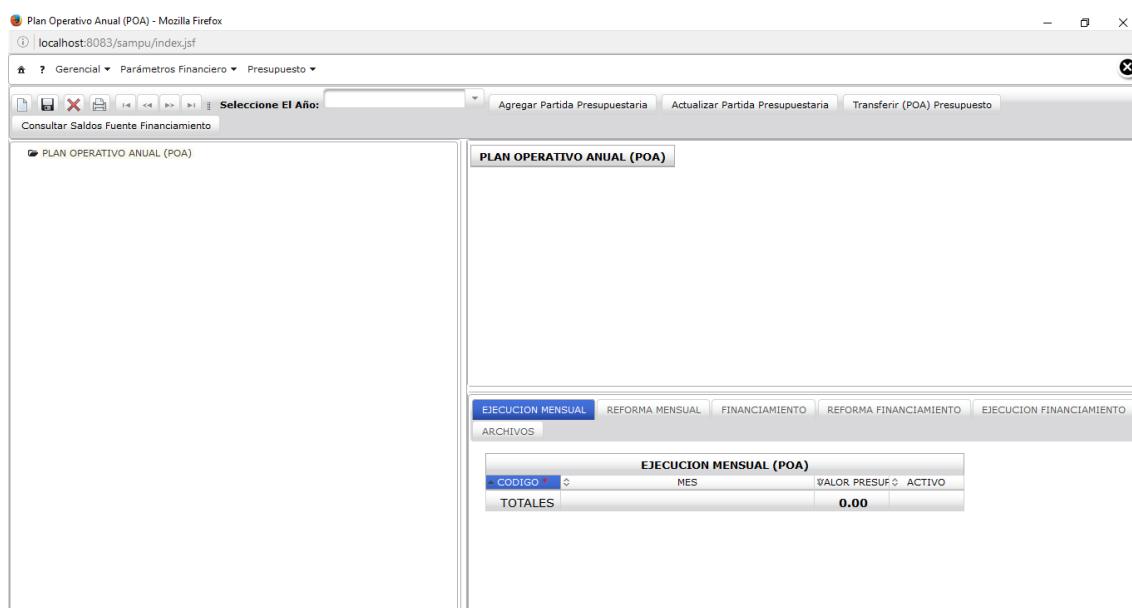 Plan Operativo Anual (POA) - Mozilla Firefox
localhost:8083/sampu/index.jsf
? Gerencial Parámetros Financiero Presupuesto
Seleccione El Año: Agregar Partida Presupuestaria Actualizar Partida Presupuestaria Transferir (POA) Presupuesto
Consultar Saldos Fuente Financiamiento
PLAN OPERATIVO ANUAL (POA)
PLAN OPERATIVO ANUAL (POA)
EJECUCION MENSUAL REFORMA MENSUAL FINANCIAMIENTO REFORMA FINANCIAMIENTO EJECUCION FINANCIAMIENTO
ARCHIVOS
EJECUCION MENSUAL (POA)
CODIGO * MES VALOR PRESUF ACTIVO
TOTALES 0.00